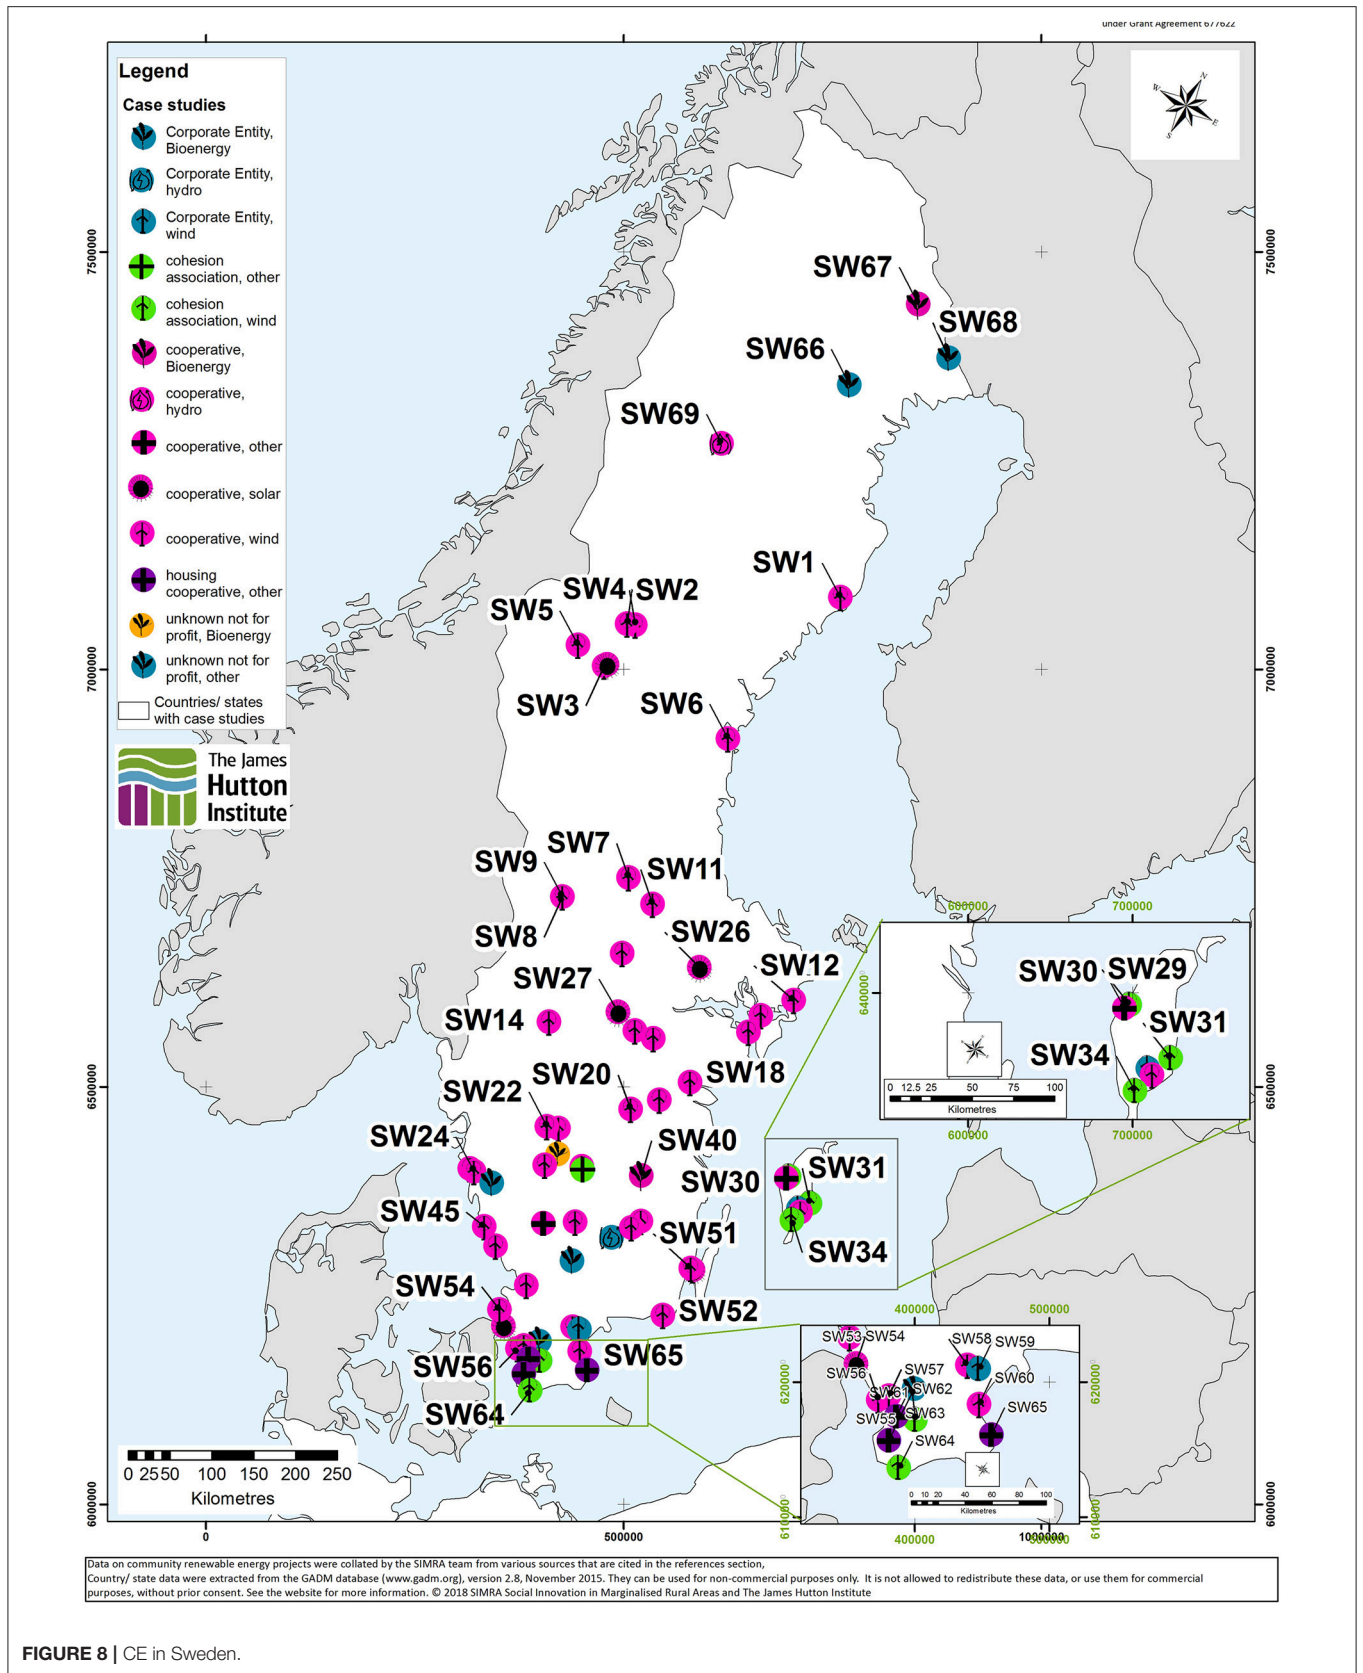 under Grant Agreement 677622
Legend
Case studies
Corporate Entity,
Bioenergy
Corporate Entity,
hydro
Corporate Entity,
wind
cohesion
association, other
cohesion
association, wind
cooperative,
Bioenergy
cooperative,
hydro
cooperative, other
cooperative, solar
cooperative, wind
housing
cooperative, other
unknown not for
profit, Bioenergy
unknown not for
profit, other
Countries/ states
with case studies
The James
Hutton
Institute
N
W
E
S
7500000
7500000
7000000
7000000
6500000
6500000
6000000
6000000
SW67
SW68
SW66
SW69
SW1
SW4
SW2
SW5
SW3
SW6
SW7
SW9
SW11
SW8
SW26
SW12
SW27
SW14
SW20
SW18
SW22
SW24
SW40
SW30
SW31
SW34
SW45
SW51
SW54
SW52
SW56
SW65
SW64
600000
700000
6400000
SW30
SW29
SW31
SW34
0 12.5 25 50 75 100
Kilometres
600000
700000
400000
500000
SW53
SW54
SW58
SW59
SW56
SW57
SW60
SW61
SW62
SW55
SW63
SW65
SW64
6200000
6200000
6100000
6100000
0 10 20 40 60 80 100
Kilometres
400000
500000
0 25 50 100 150 200 250
Kilometres
0
500000
1000000
Data on community renewable energy projects were collated by the SIMRA team from various sources that are cited in the references section,
Country/ state data were extracted from the GADM database (www.gadm.org), version 2.8, November 2015. They can be used for non-commercial purposes only. It is not allowed to redistribute these data, or use them for commercial
purposes, without prior consent. See the website for more information. © 2018 SIMRA Social Innovation in Marginalised Rural Areas and The James Hutton Institute
FIGURE 8 | CE in Sweden.